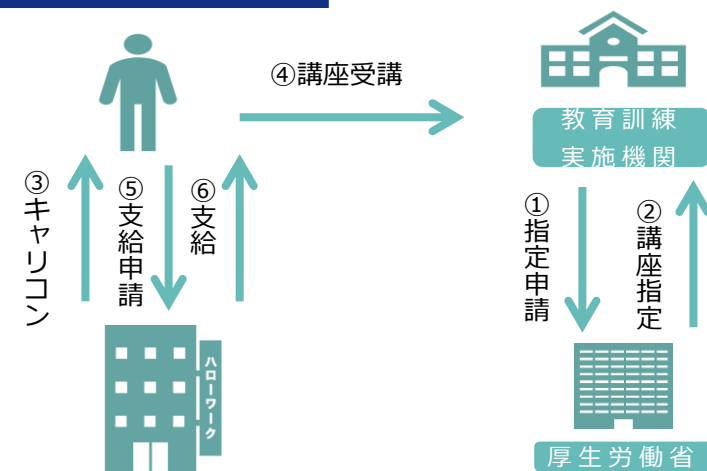 ④講座受講
教育訓練
実施機関
③キャリコン
⑤支給申請
⑥支給
①指定申請
②講座指定
ハローワーク
厚生労働省